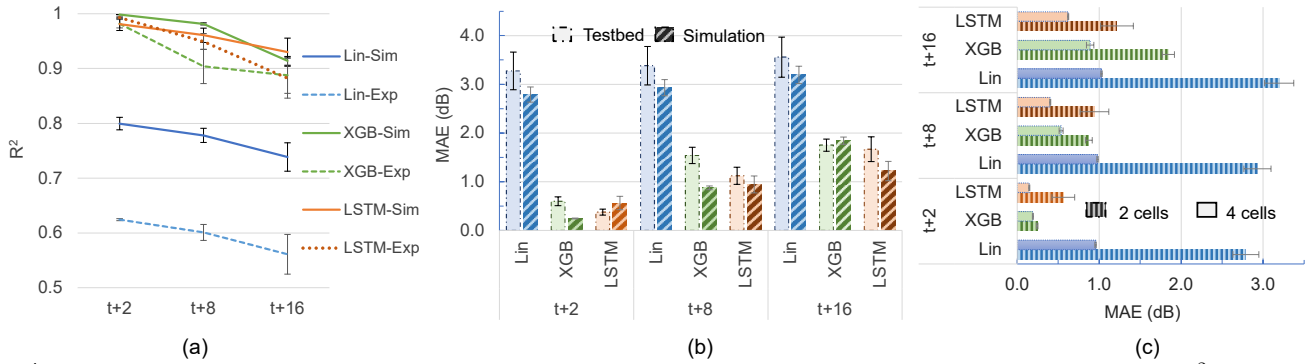 1
0.9
0.8
0.7
0.6
0.5
R²
t+2 t+8 t+16
Lin-Sim
Lin-Exp
XGB-Sim
XGB-Exp
LSTM-Sim
LSTM-Exp
(a)
Testbed Simulation
4.0
3.0
2.0
1.0
0.0
MAE (dB)
Lin XGB LSTM Lin XGB LSTM Lin XGB LSTM
t+2 t+8 t+16
(b)
t+16
LSTM
XGB
Lin
t+8
LSTM
XGB
Lin
t+2
LSTM
XGB
Lin
2 cells 4 cells
0.0 1.0 2.0 3.0
MAE (dB)
(c)